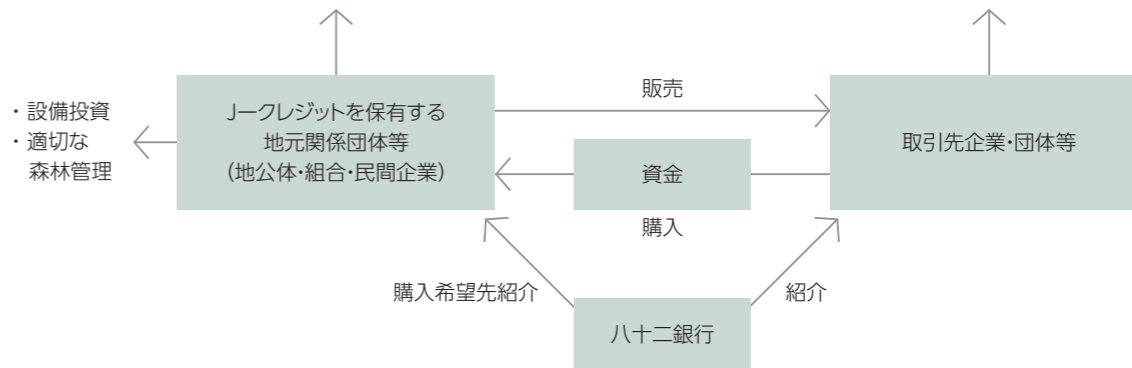 ・設備投資
・適切な
森林管理
Jークレジットを保有する
地元関係団体等
（地公体・組合・民間企業）
販売
資金
購入
取引先企業・団体等
購入希望先紹介
紹介
八十二銀行